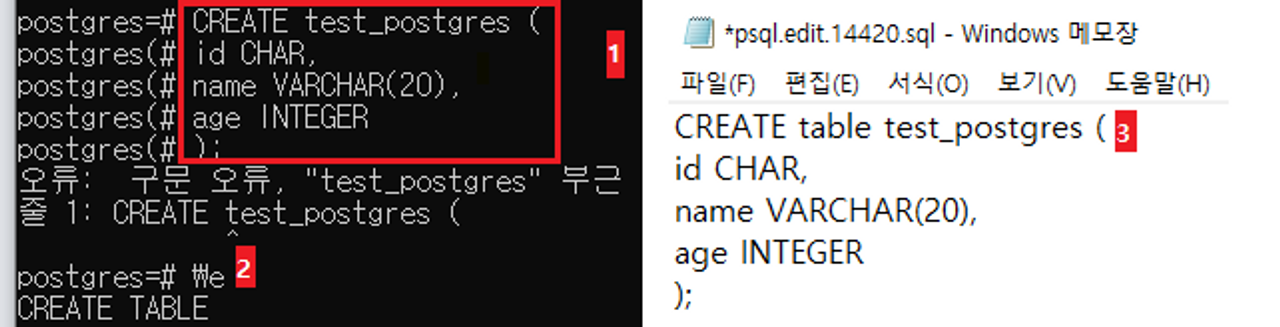 postgres=# CREATE test_postgres (
postgres(# id CHAR,
postgres(# name VARCHAR(20),
postgres(# age INTEGER
postgres(# );
1
오류:  구문 오류, "test_postgres" 부근
줄 1: CREATE test_postgres (
^
postgres=# ₩e
2
CREATE TABLE
*psql.edit.14420.sql - Windows 메모장
파일(F) 편집(E) 서식(O) 보기(V) 도움말(H)
CREATE table test_postgres (
3
id CHAR,
name VARCHAR(20),
age INTEGER
);